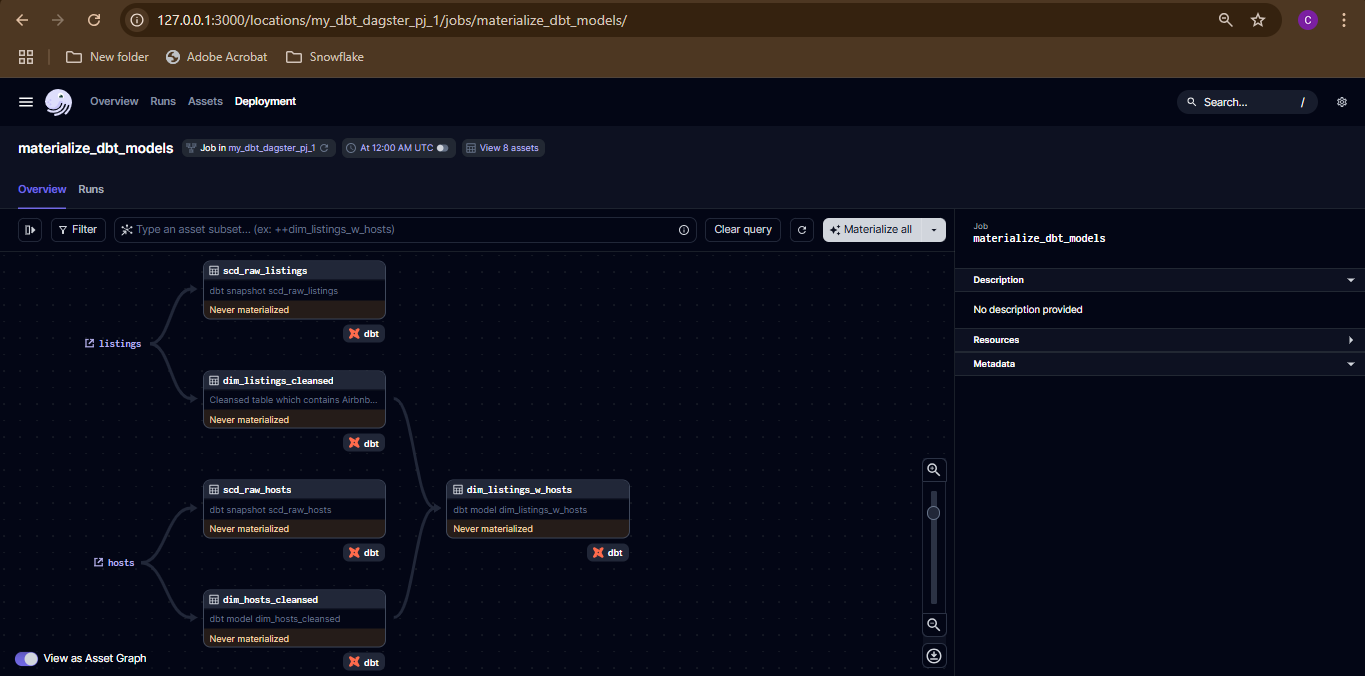 127.0.0.1:3000/locations/my_dbt_dagster_pj_1/jobs/materialize_dbt_models/
C
New folder
Adobe Acrobat
Snowflake
Overview Runs Assets Deployment
Search... /
materialize_dbt_models
Job in my_dbt_dagster_pj_1
At 12:00 AM UTC
View 8 assets
Overview Runs
Filter
Type an asset subset... (ex: ++dim_listings_w_hosts)
Clear query
Materialize all
Job
materialize_dbt_models
Description
No description provided
Resources
Metadata
scd_raw_listings
dbt snapshot scd_raw_listings
Never materialized
dbt
listings
dim_listings_cleansed
Cleansed table which contains Airbnb...
Never materialized
dbt
scd_raw_hosts
dbt snapshot scd_raw_hosts
Never materialized
dbt
dim_listings_w_hosts
dbt model dim_listings_w_hosts
Never materialized
dbt
hosts
dim_hosts_cleansed
dbt model dim_hosts_cleansed
Never materialized
dbt
View as Asset Graph